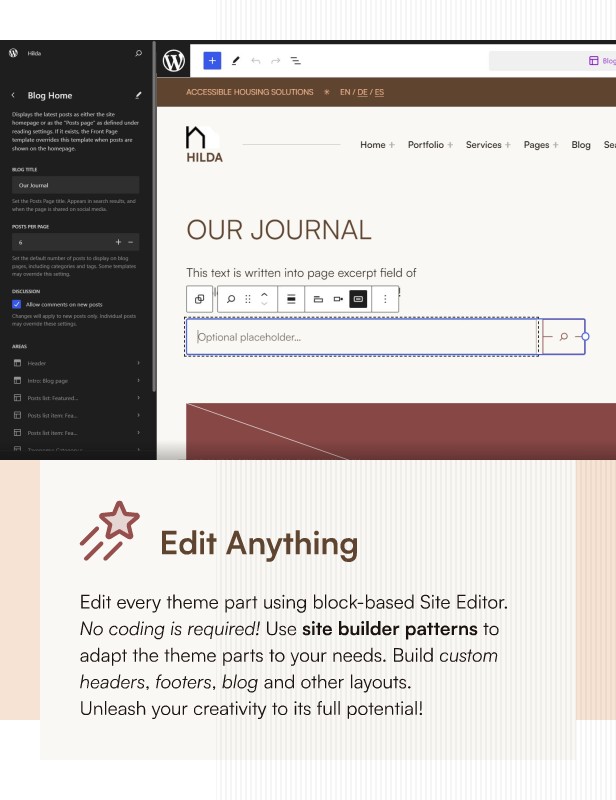 Hilda
Blog Home
Displays the latest posts as either the site
homepage or as the "Posts page" as defined under
reading settings. If it exists, the Front Page
template overrides this template when posts are
shown on the homepage.
BLOG TITLE
Our Journal
Set the Posts Page title. Appears in search results, and
when the page is shared on social media.
POSTS PER PAGE
6
Set the default number of posts to display on blog
pages, including categories and tags. Some templates
may override this setting.
DISCUSSION
Allow comments on new posts
Changes will apply to new posts only. Individual posts
may override these settings.
AREAS
Header
Intro: Blog page
Posts list: Featured...
Posts list item: Fea...
Posts list item: Fea...
Blog
ACCESSIBLE HOUSING SOLUTIONS EN / DE / ES
HILDA
Home + Portfolio + Services + Pages + Blog
OUR JOURNAL
This text is written into page excerpt field of
Optional placeholder...
Edit Anything
Edit every theme part using block-based Site Editor.
No coding is required! Use site builder patterns to
adapt the theme parts to your needs. Build custom
headers, footers, blog and other layouts.
Unleash your creativity to its full potential!